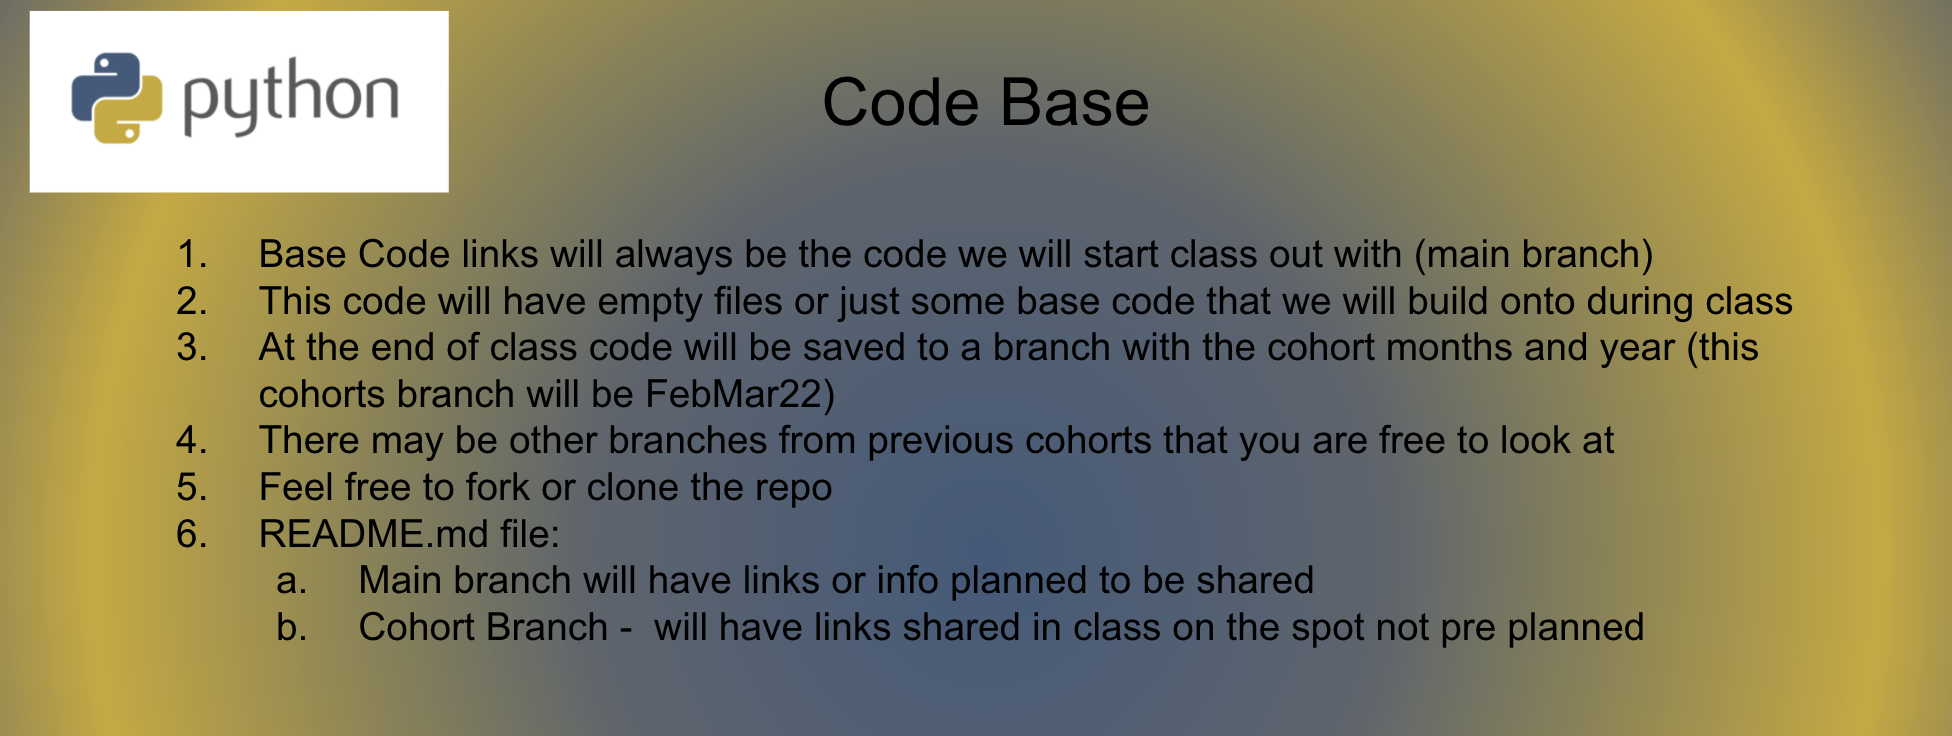 python
Code Base
1. Base Code links will always be the code we will start class out with (main branch)
2. This code will have empty files or just some base code that we will build onto during class
3. At the end of class code will be saved to a branch with the cohort months and year (this
cohorts branch will be FebMar22)
4. There may be other branches from previous cohorts that you are free to look at
5. Feel free to fork or clone the repo
6. README.md file:
a. Main branch will have links or info planned to be shared
b. Cohort Branch -  will have links shared in class on the spot not pre planned